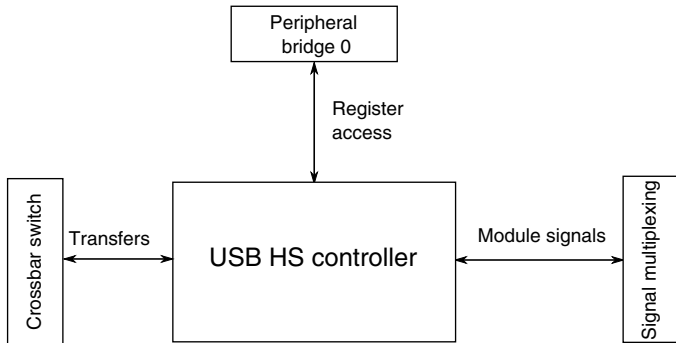 Peripheral
bridge 0
Register
access
Crossbar switch
Transfers
USB HS controller
Module signals
Signal multiplexing